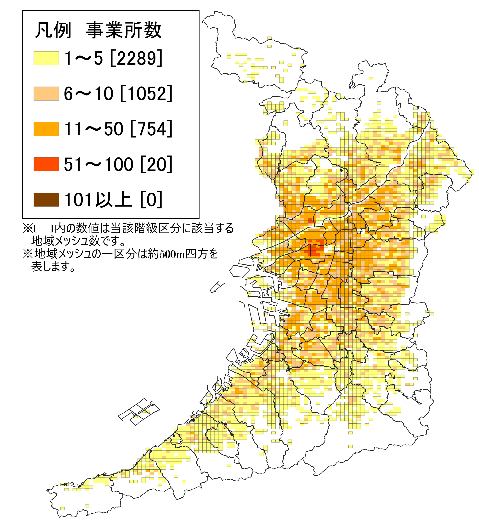 凡例 事業所数
1～5 [2289]
6～10 [1052]
11～50 [754]
51～100 [20]
101以上 [0]
※[ ]内の数値は当該階級区分に該当する
地域メッシュ数です。
※地域メッシュの一区分は約500m四方を
表します。